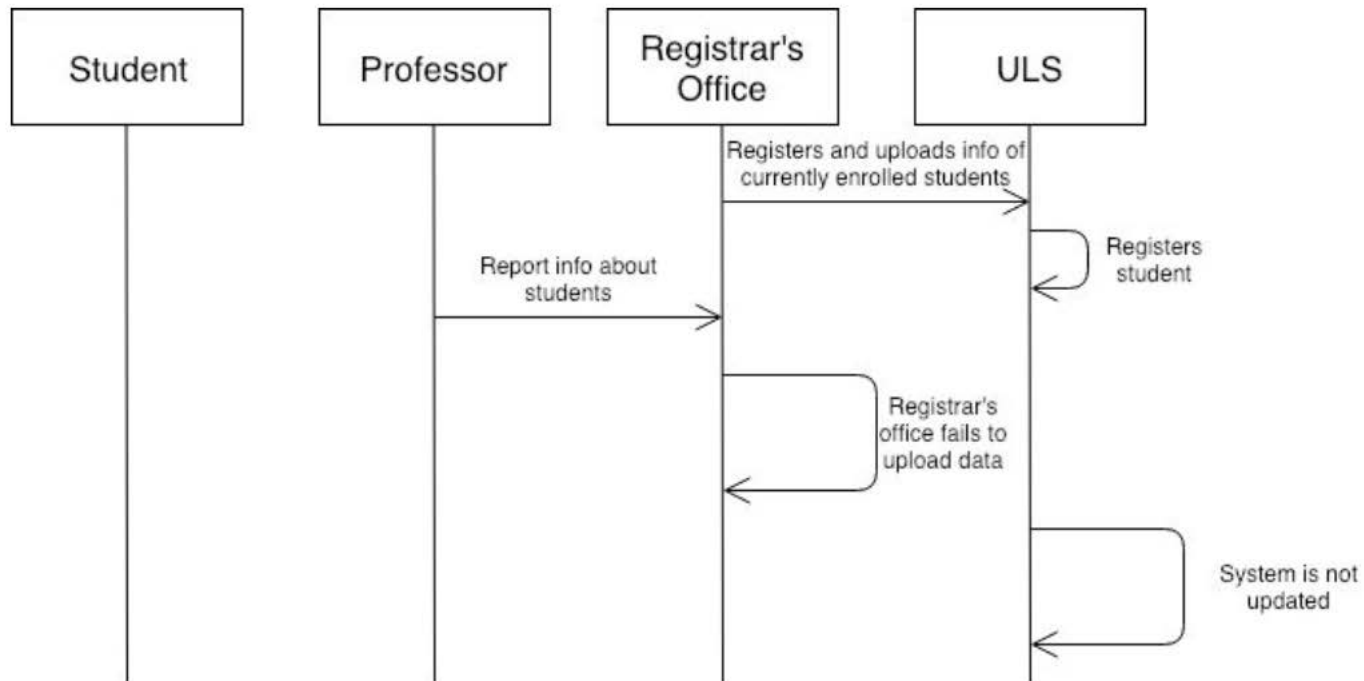 Student
Professor
Registrar's
Office
ULS
Registers and uploads info of
currently enrolled students
Registers
student
Report info about
students
Registrar's
office fails to
upload data
System is not
updated